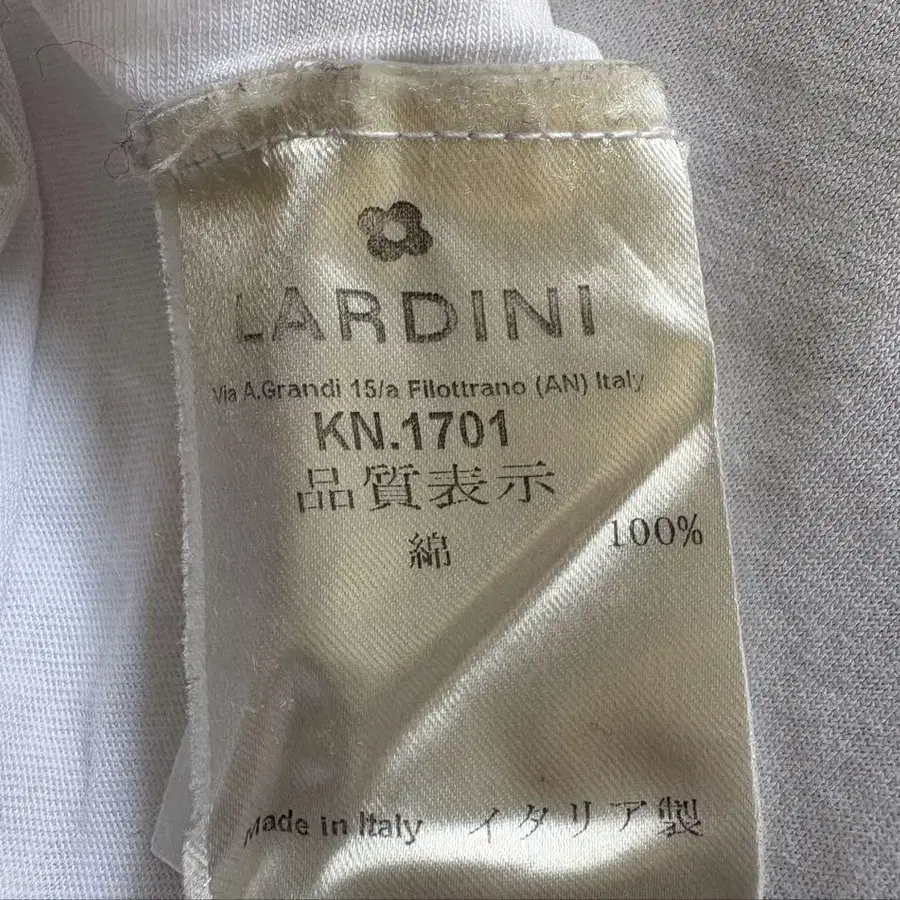 LARDINI
Via A.Grandi 15/a Filottrano (AN) Italy
KN.1701
品質表示
綿 100%
Made in Italy イタリア製